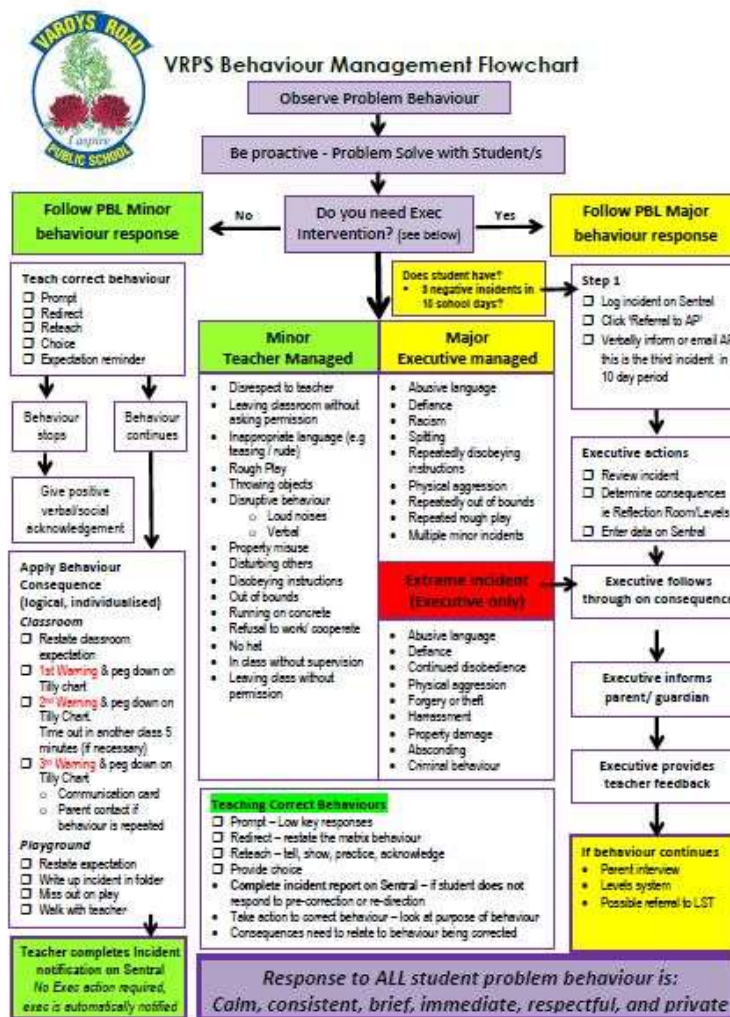 VARDYS ROAD
I aspire
PUBLIC SCHOOL
VRPS Behaviour Management Flowchart
Observe Problem Behaviour
Be proactive - Problem Solve with Student/s
Do you need Exec
Intervention? (see below)
No
Yes
Follow PBL Minor
behaviour response
Teach correct behaviour
Prompt
Redirect
Reteach
Choice
Expectation reminder
Behaviour
stops
Behaviour
continues
Give positive
verbal/social
acknowledgement
Apply Behaviour
Consequence
(logical, individualised)
Classroom
Restate classroom
expectation
1st Warning & peg down on
Tilly chart
2nd Warning & peg down on
Tilly Chart.
Time out in another class 5
minutes (if necessary)
3rd Warning & peg down on
Tilly Chart
Communication card
Parent contact if
behaviour is repeated
Playground
Restate expectation
Write up incident in folder
Miss out on play
Walk with teacher
Teacher completes Incident
notification on Sentral
No Exec action required,
exec is automatically notified
Does student have?
3 negative incidents in
10 school days?
Minor
Teacher Managed
Disrespect to teacher
Leaving classroom without
asking permission
Inappropriate language (e.g
teasing / rude)
Rough Play
Throwing objects
Disruptive behaviour
Loud noises
Verbal
Property misuse
Disturbing others
Disobeying instructions
Out of bounds
Running on concrete
Refusal to work/ cooperate
No hat
In class without supervision
Leaving class without
permission
Major
Executive managed
Abusive language
Defiance
Racism
Spitting
Repeatedly disobeying
instructions
Physical aggression
Repeatedly out of bounds
Repeated rough play
Multiple minor incidents
Extreme incident
(Executive only)
Abusive language
Defiance
Continued disobedience
Physical aggression
Forgery or theft
Harrassment
Property damage
Absconding
Criminal behaviour
Teaching Correct Behaviours
Prompt – Low key responses
Redirect – restate the matrix behaviour
Reteach – tell, show, practice, acknowledge
Provide choice
Complete incident report on Sentral – if student does not
respond to pre-correction or re-direction
Take action to correct behaviour – look at purpose of behaviour
Consequences need to relate to behaviour being corrected
Follow PBL Major
behaviour response
Step 1
Log incident on Sentral
Click 'Referral to AP'
Verbally inform or email AP
this is the third incident in
10 day period
Executive actions
Review incident
Determine consequences
ie Reflection Room/Levels
Enter data on Sentral
Executive follows
through on consequence
Executive informs
parent/ guardian
Executive provides
teacher feedback
If behaviour continues
Parent interview
Levels system
Possible referral to LST
Response to ALL student problem behaviour is:
Calm, consistent, brief, immediate, respectful, and private